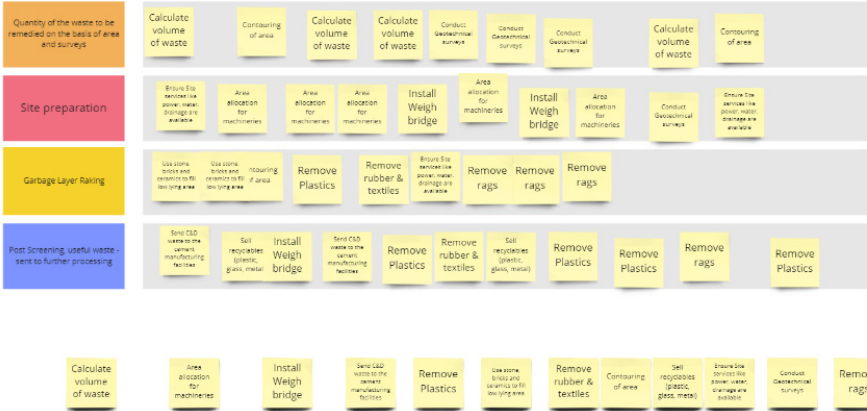 Quantity of the waste to be
remedied on the basis of area
and surveys
Calculate
volume
of waste
Contouring
of area
Calculate
volume
of waste
Calculate
volume
of waste
Conduct
Geotechnical
surveys
Conduct
Geotechnical
surveys
Conduct
Geotechnical
surveys
Calculate
volume
of waste
Contouring
of area
Site preparation
Ensure Site
services like
power, water,
drainage are
available
Area
allocation
for
machineries
Area
allocation
for
machineries
Area
allocation
for
machineries
Install
Weigh
bridge
Area
allocation
for
machineries
Install
Weigh
bridge
Area
allocation
for
machineries
Conduct
Geotechnical
surveys
Ensure Site
services like
power, water,
drainage are
available
Garbage Layer Raking
Use stone,
bricks and
ceramics to fill
low lying area
Use stone,
bricks and
ceramics to fill
low lying area
of area
Remove
Plastics
Remove
rubber &
textiles
Ensure Site
services like
power, water,
drainage are
available
Remove
rags
Remove
rags
Remove
rags
Post Screening, useful waste -
sent to further processing
Send C&D
waste to the
cement
manufacturing
facilities
Sell
recyclables
(plastic,
glass, metal
Install
Weigh
bridge
Send C&D
waste to the
cement
manufacturing
facilities
Remove
Plastics
Remove
rubber &
textiles
Sell
recyclables
(plastic,
glass, metal)
Remove
Plastics
Remove
Plastics
Remove
rags
Remove
Plastics
Calculate
volume
of waste
Area
allocation
for
machineries
Install
Weigh
bridge
Send C&D
waste to the
cement
manufacturing
facilities
Remove
Plastics
Use stone,
bricks and
ceramics to fill
low lying area
Remove
rubber &
textiles
Contouring
of area
Sell
recyclables
(plastic,
glass, metal)
Ensure Site
services like
power, water,
drainage are
available
Conduct
Geotechnical
surveys
Remo
rags